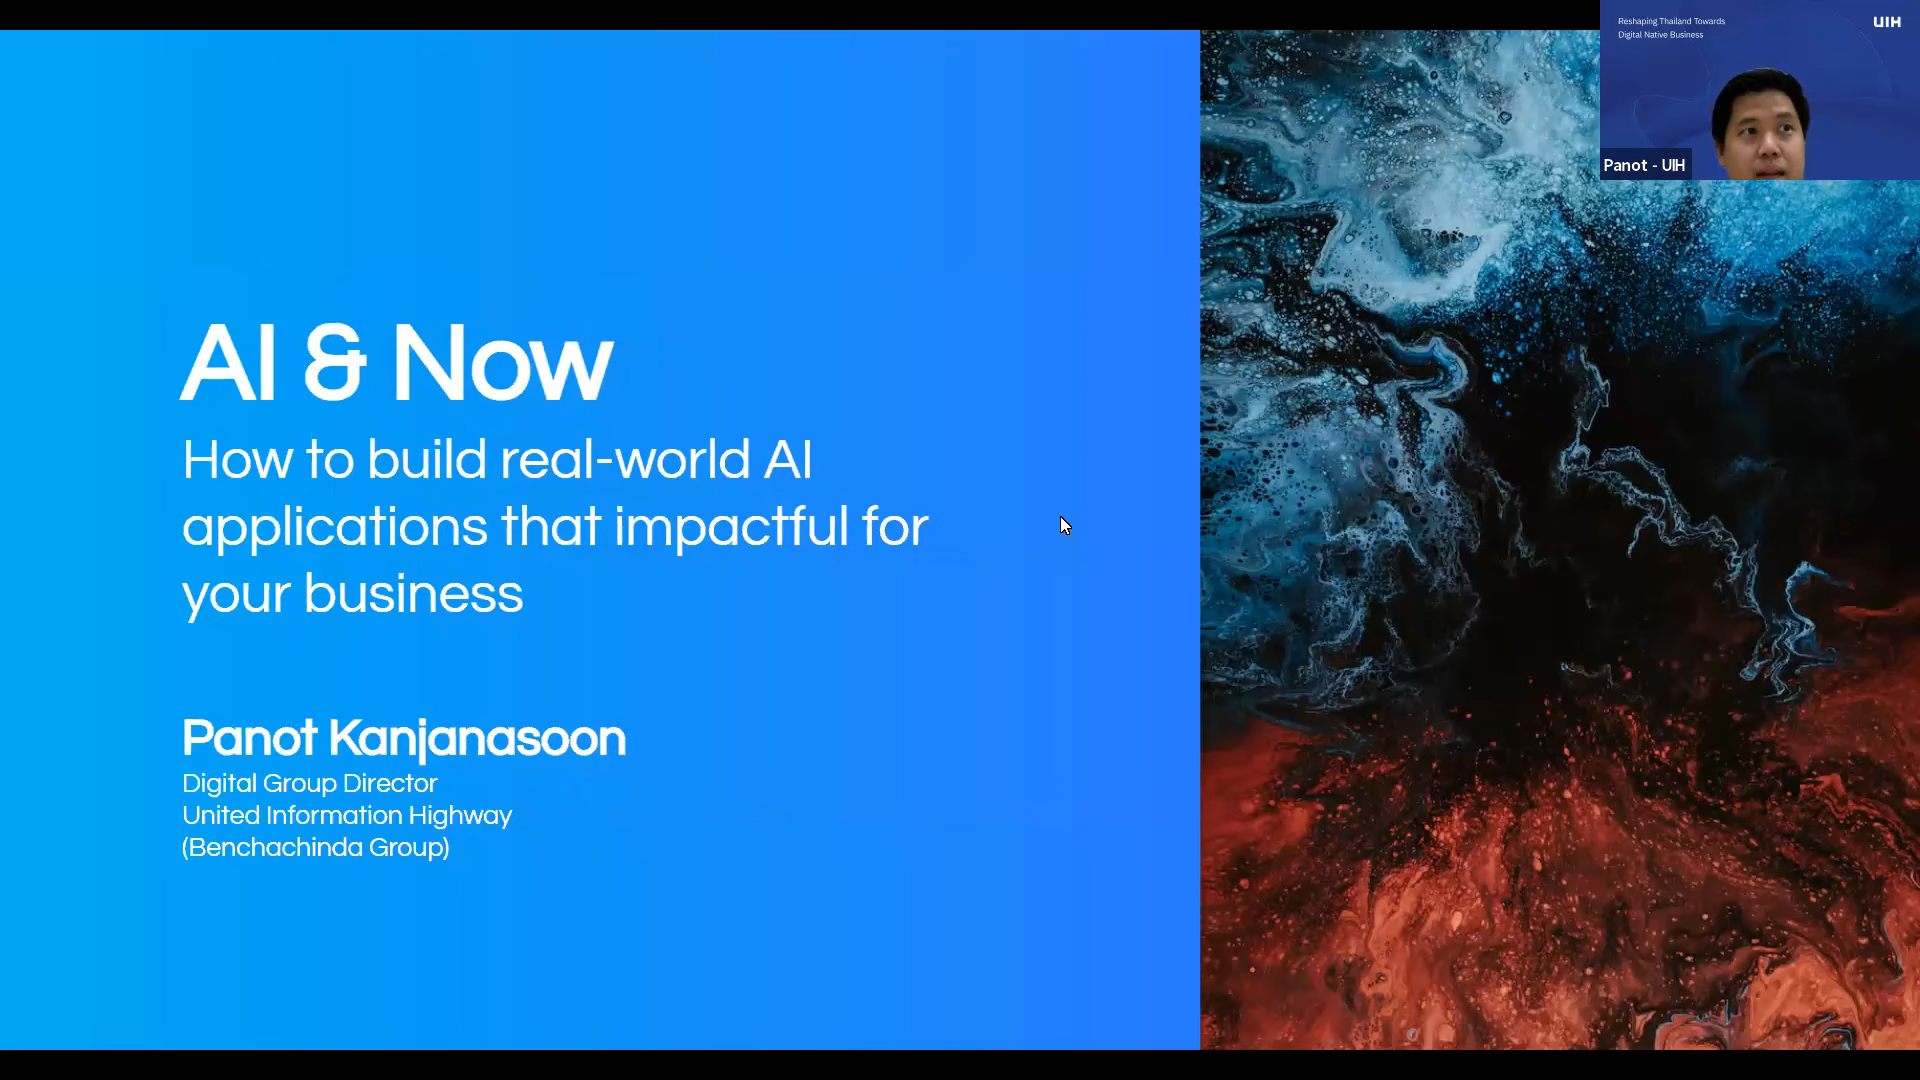 Reshaping Thailand Towards
Digital Native Business
UIH
Panot - UIH
AI & Now
How to build real-world AI
applications that impactful for
your business
Panot Kanjanasoon
Digital Group Director
United Information Highway
(Benchachinda Group)